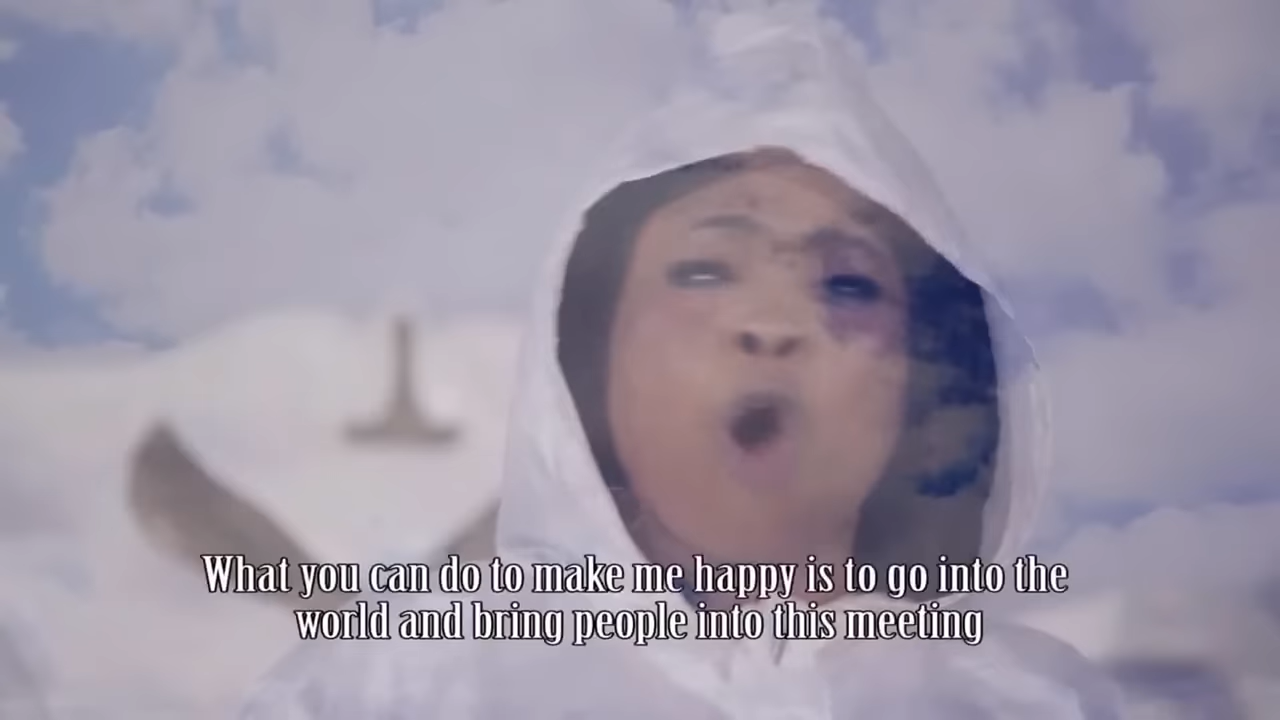 What you can do to make me happy is to go into the
world and bring people into this meeting